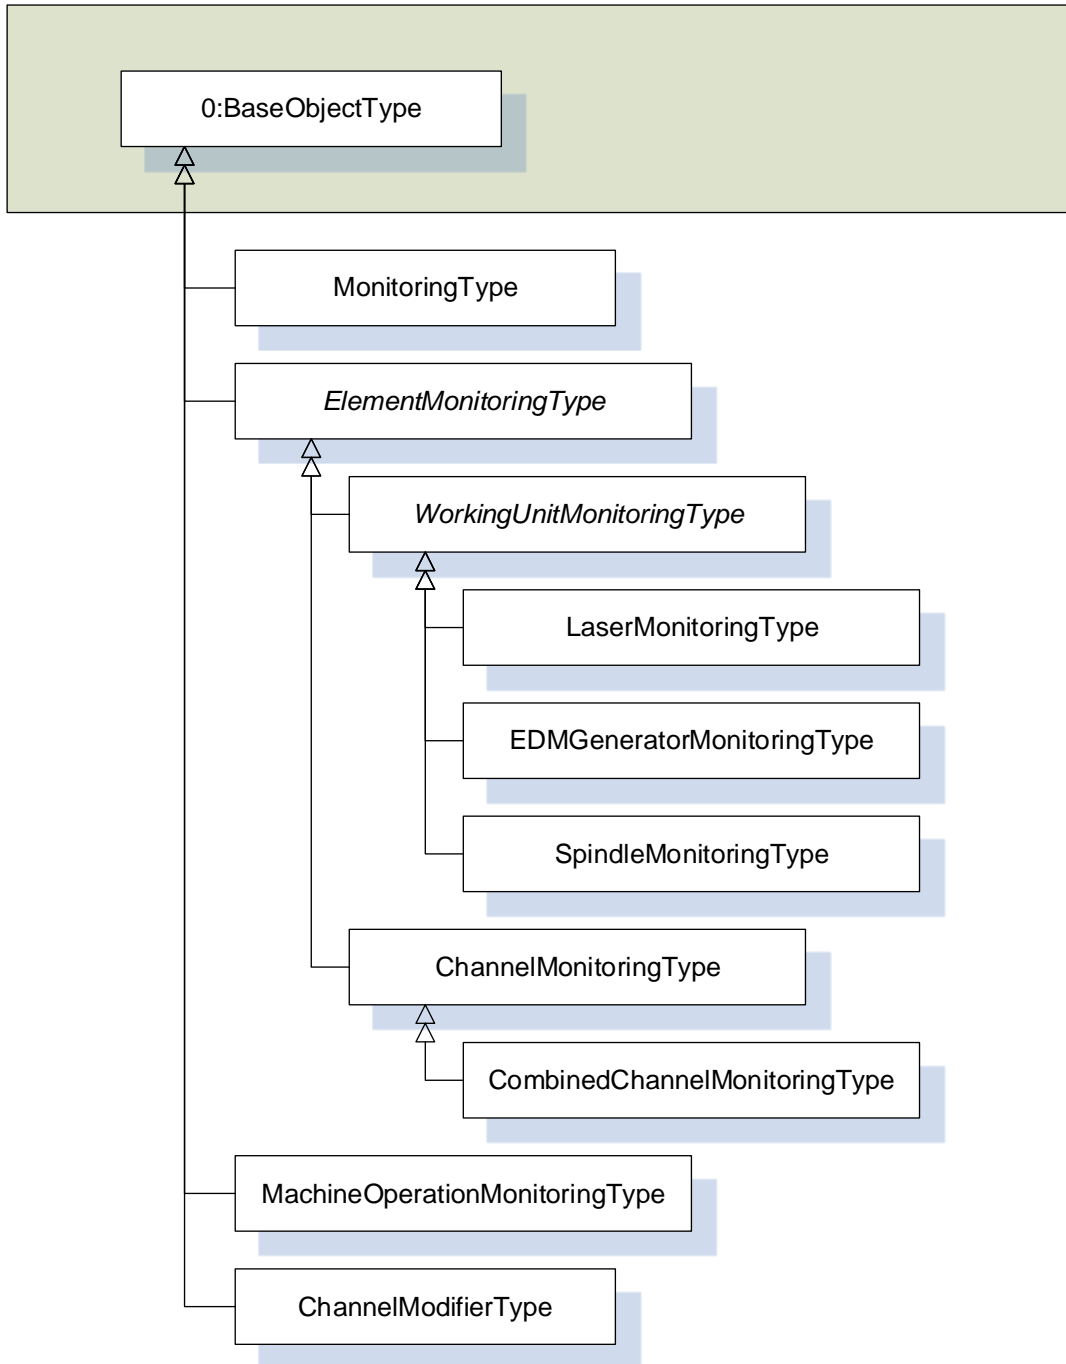 0:BaseObjectType
MonitoringType
ElementMonitoringType
WorkingUnitMonitoringType
LaserMonitoringType
EDMGeneratorMonitoringType
SpindleMonitoringType
ChannelMonitoringType
CombinedChannelMonitoringType
MachineOperationMonitoringType
ChannelModifierType